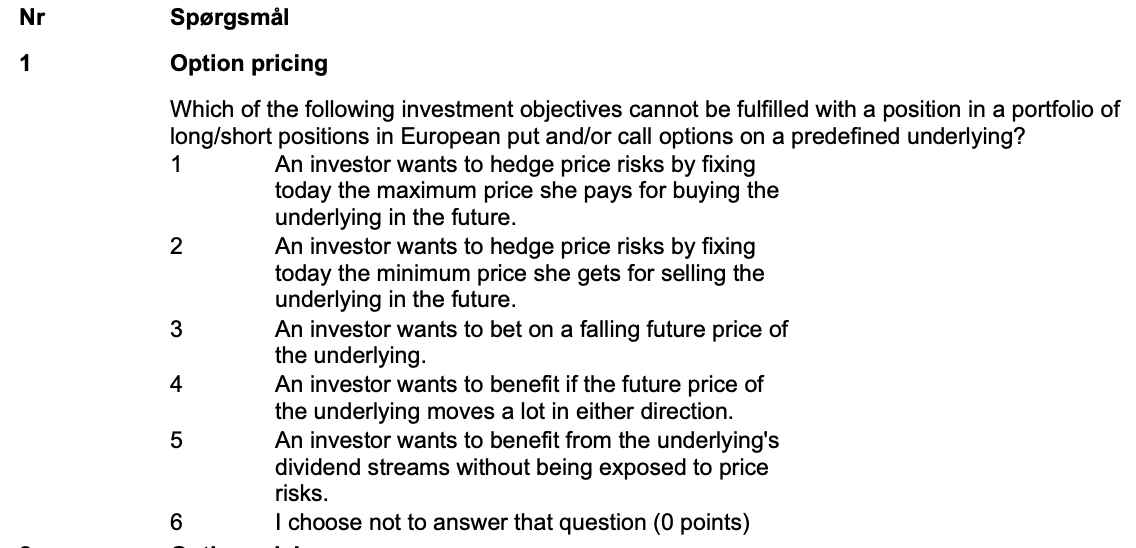 Nr Spørgsmål
1 Option pricing
Which of the following investment objectives cannot be fulfilled with a position in a portfolio of
long/short positions in European put and/or call options on a predefined underlying?
1 An investor wants to hedge price risks by fixing
today the maximum price she pays for buying the
underlying in the future.
2 An investor wants to hedge price risks by fixing
today the minimum price she gets for selling the
underlying in the future.
3 An investor wants to bet on a falling future price of
the underlying.
4 An investor wants to benefit if the future price of
the underlying moves a lot in either direction.
5 An investor wants to benefit from the underlying's
dividend streams without being exposed to price
risks.
6 I choose not to answer that question (0 points)